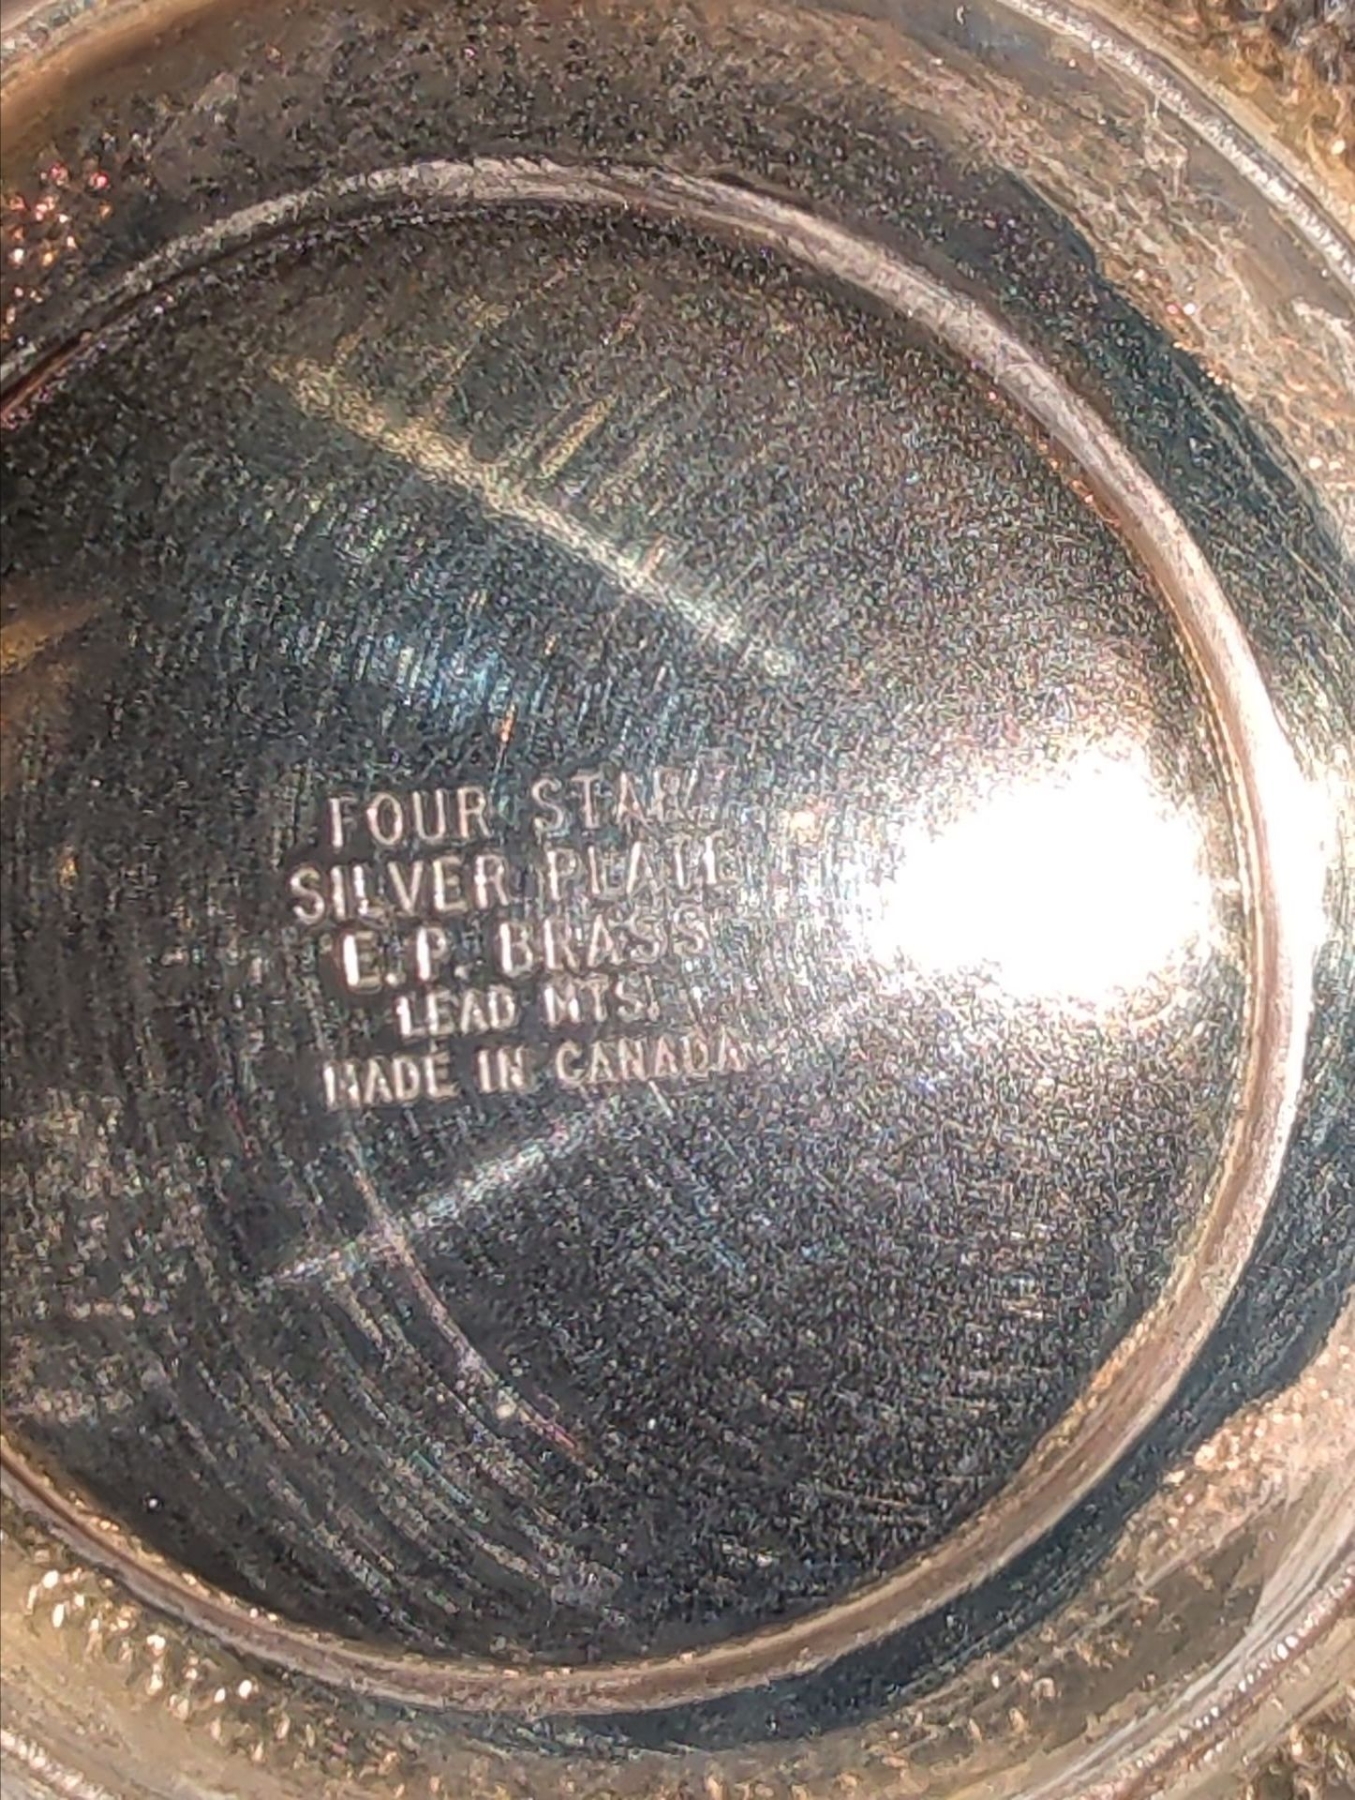 FOUR STAR
SILVER PLATE
E.P. BRASS
LEAD MTS.
MADE IN CANADA